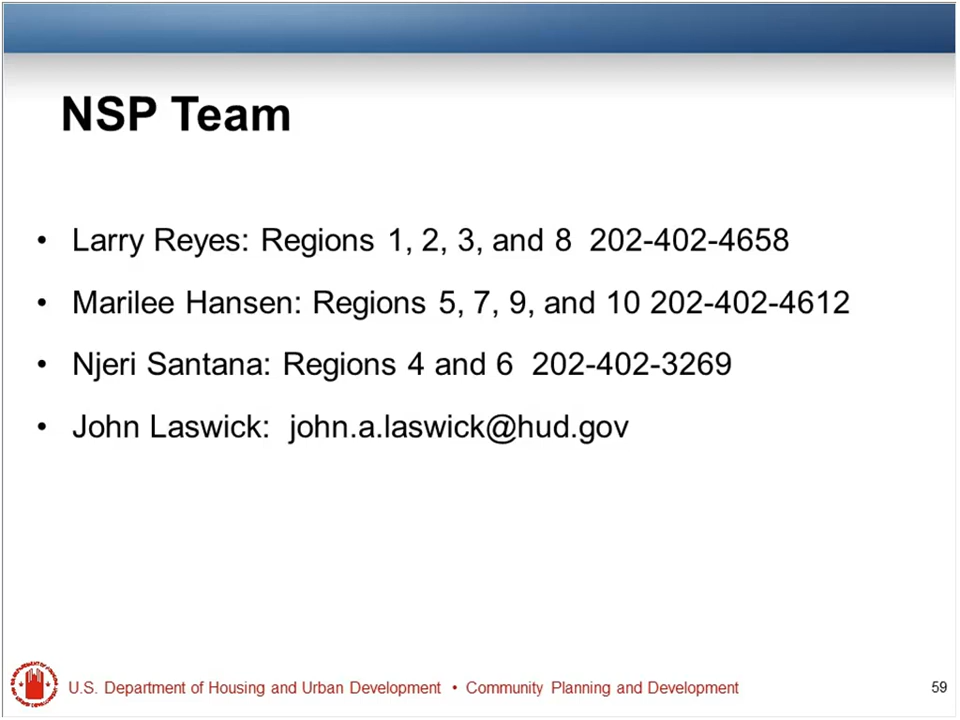 NSP Team
• Larry Reyes: Regions 1, 2, 3, and 8 202-402-4658
• Marilee Hansen: Regions 5, 7, 9, and 10 202-402-4612
• Njeri Santana: Regions 4 and 6 202-402-3269
• John Laswick: john.a.laswick@hud.gov
U.S. Department of Housing and Urban Development • Community Planning and Development
59